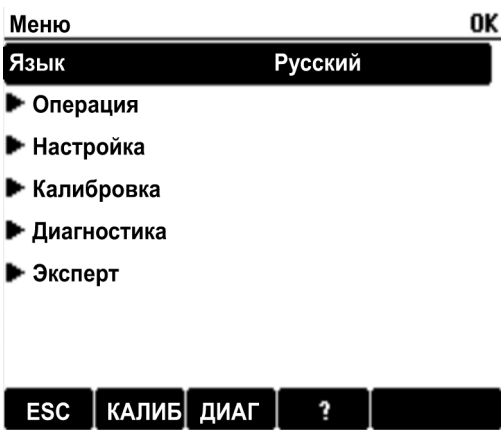 Меню OK
Язык Русский
Операция
Настройка
Калибровка
Диагностика
Эксперт
ESC КАЛИБ ДИАГ ?